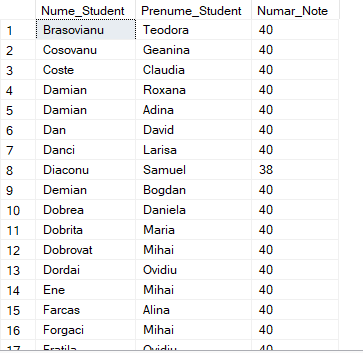 Nume_Student Prenume_Student Numar_Note
1 Brasovianu Teodora 40
2 Cosovanu Geanina 40
3 Coste Claudia 40
4 Damian Roxana 40
5 Damian Adina 40
6 Dan David 40
7 Danci Larisa 40
8 Diaconu Samuel 38
9 Demian Bogdan 40
10 Dobrea Daniela 40
11 Dobrita Maria 40
12 Dobrovat Mihai 40
13 Dordai Ovidiu 40
14 Ene Mihai 40
15 Farcas Alina 40
16 Forgaci Mihai 40
17 Fratila Ovidiu 40